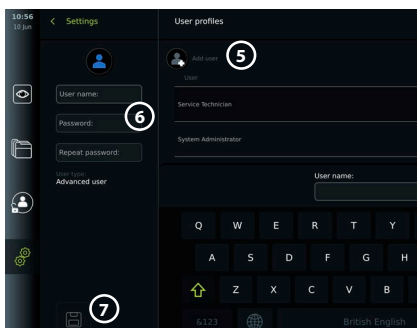 10:56
10 Jun
Settings
User profiles
Add user
5
User
User name:
Service Technician
Password:
6
System Administrator
Repeat password:
User type:
Advanced user
User name:
Q W E R T Y
A S D F G H
Z X C V B
7
6123
British English